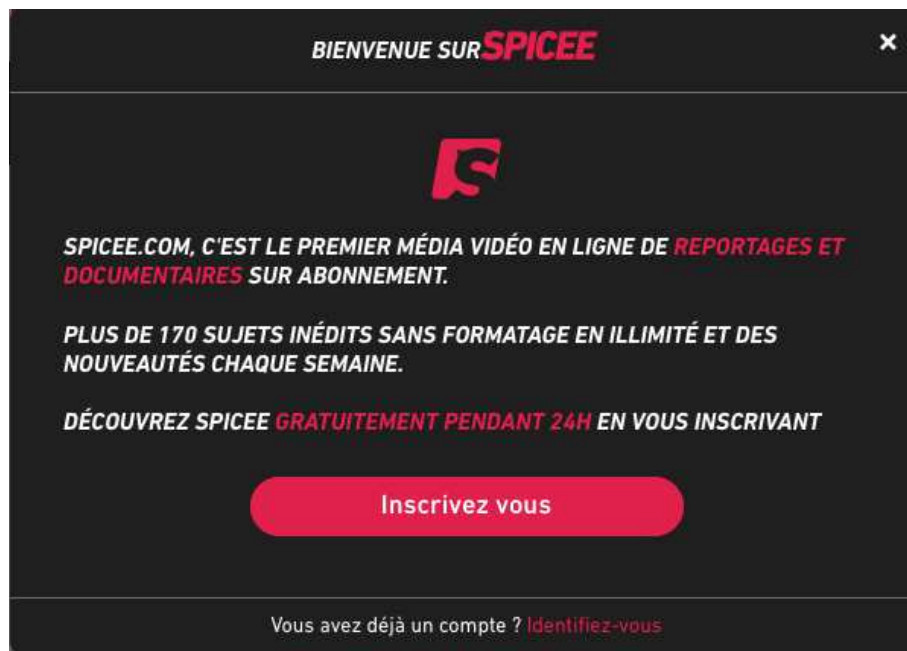 BIENVENUE SUR SPICEE
SPICEE.COM, C'EST LE PREMIER MÉDIA VIDÉO EN LIGNE DE REPORTAGES ET
DOCUMENTAIRES SUR ABONNEMENT.
PLUS DE 170 SUJETS INÉDITS SANS FORMATAGE EN ILLIMITÉ ET DES
NOUVEAUTÉS CHAQUE SEMAINE.
DÉCOUVREZ SPICEE GRATUITEMENT PENDANT 24H EN VOUS INSCRIVANT
Inscrivez vous
Vous avez déjà un compte ? Identifiez-vous